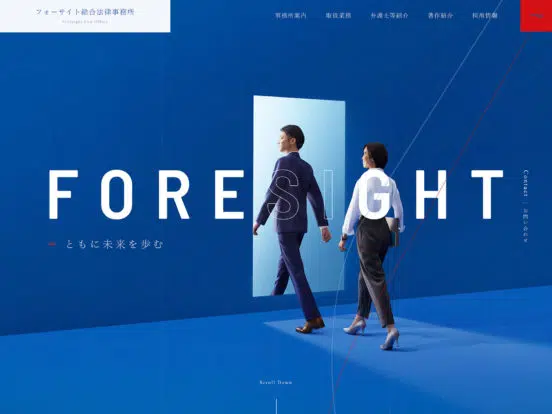 フォーサイト総合法律事務所
Foresight Law Office
事務所案内
取扱業務
弁護士等紹介
著作紹介
採用情報
FORESIGHT
ともに未来を歩む
Contact
お問い合わせ
Scroll Down